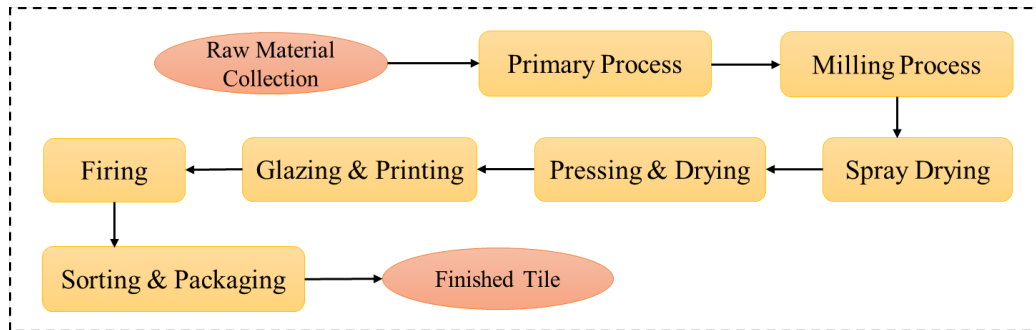 Raw Material
Collection
Primary Process
Milling Process
Spray Drying
Pressing & Drying
Glazing & Printing
Firing
Sorting & Packaging
Finished Tile